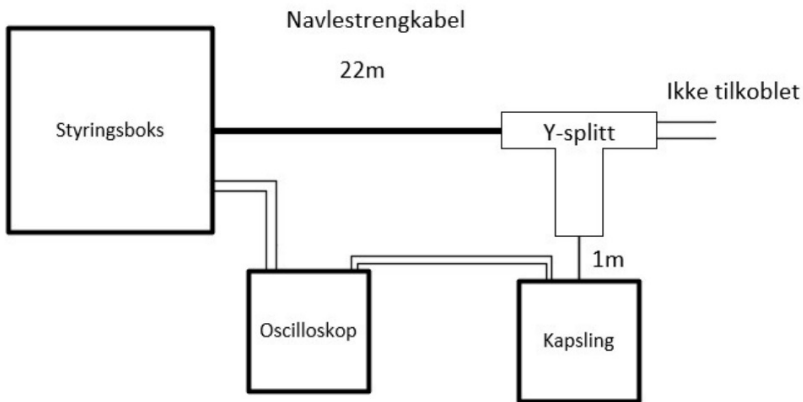 Navlestrengkabel
22m
Ikke tilkoblet
Styringsboks
Y-splitt
1m
Oscilloskop
Kapsling